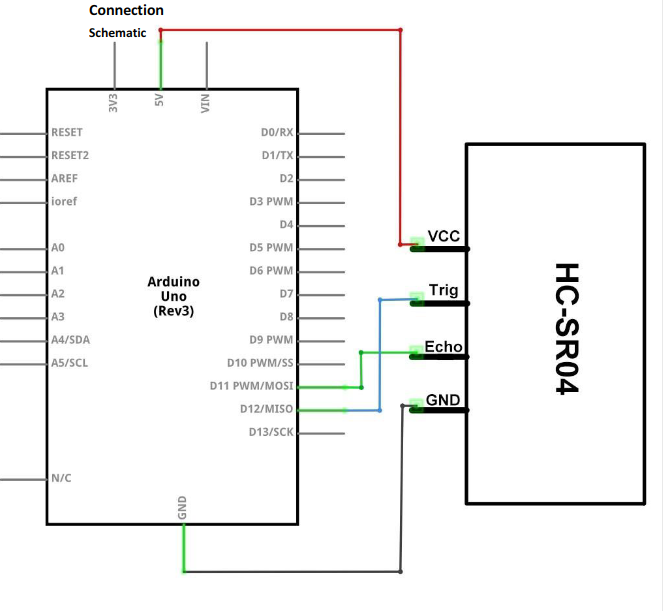 Connection
Schematic
3V3
5V
VIN
RESET
RESET2
AREF
ioref
A0
A1
A2
A3
A4/SDA
A5/SCL
N/C
Arduino
Uno
(Rev3)
D0/RX
D1/TX
D2
D3 PWM
D4
D5 PWM
D6 PWM
D7
D8
D9 PWM
D10 PWM/SS
D11 PWM/MOSI
D12/MISO
D13/SCK
GND
VCC
Trig
Echo
GND
HC-SR04